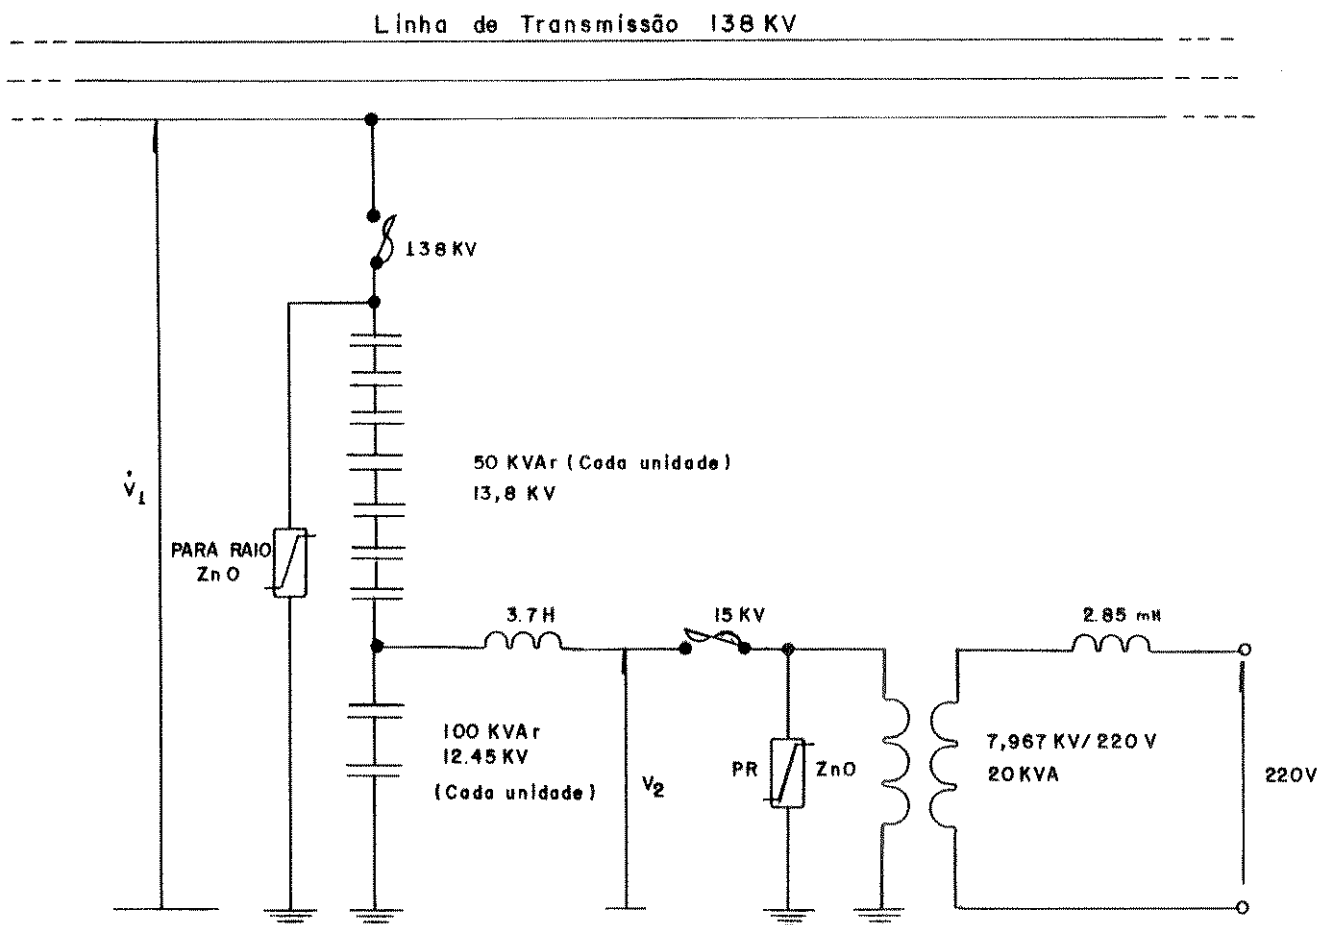 Linha de Transmissão 138 KV
138 KV
50 KVAr (Cada unidade)
13,8 KV
V̇1
PARA RAIO
ZnO
3.7H
15 KV
2.85 mH
100 KVAr
12.45 KV
(Cada unidade)
V2
PR
ZnO
7,967 KV/220 V
20 KVA
220V